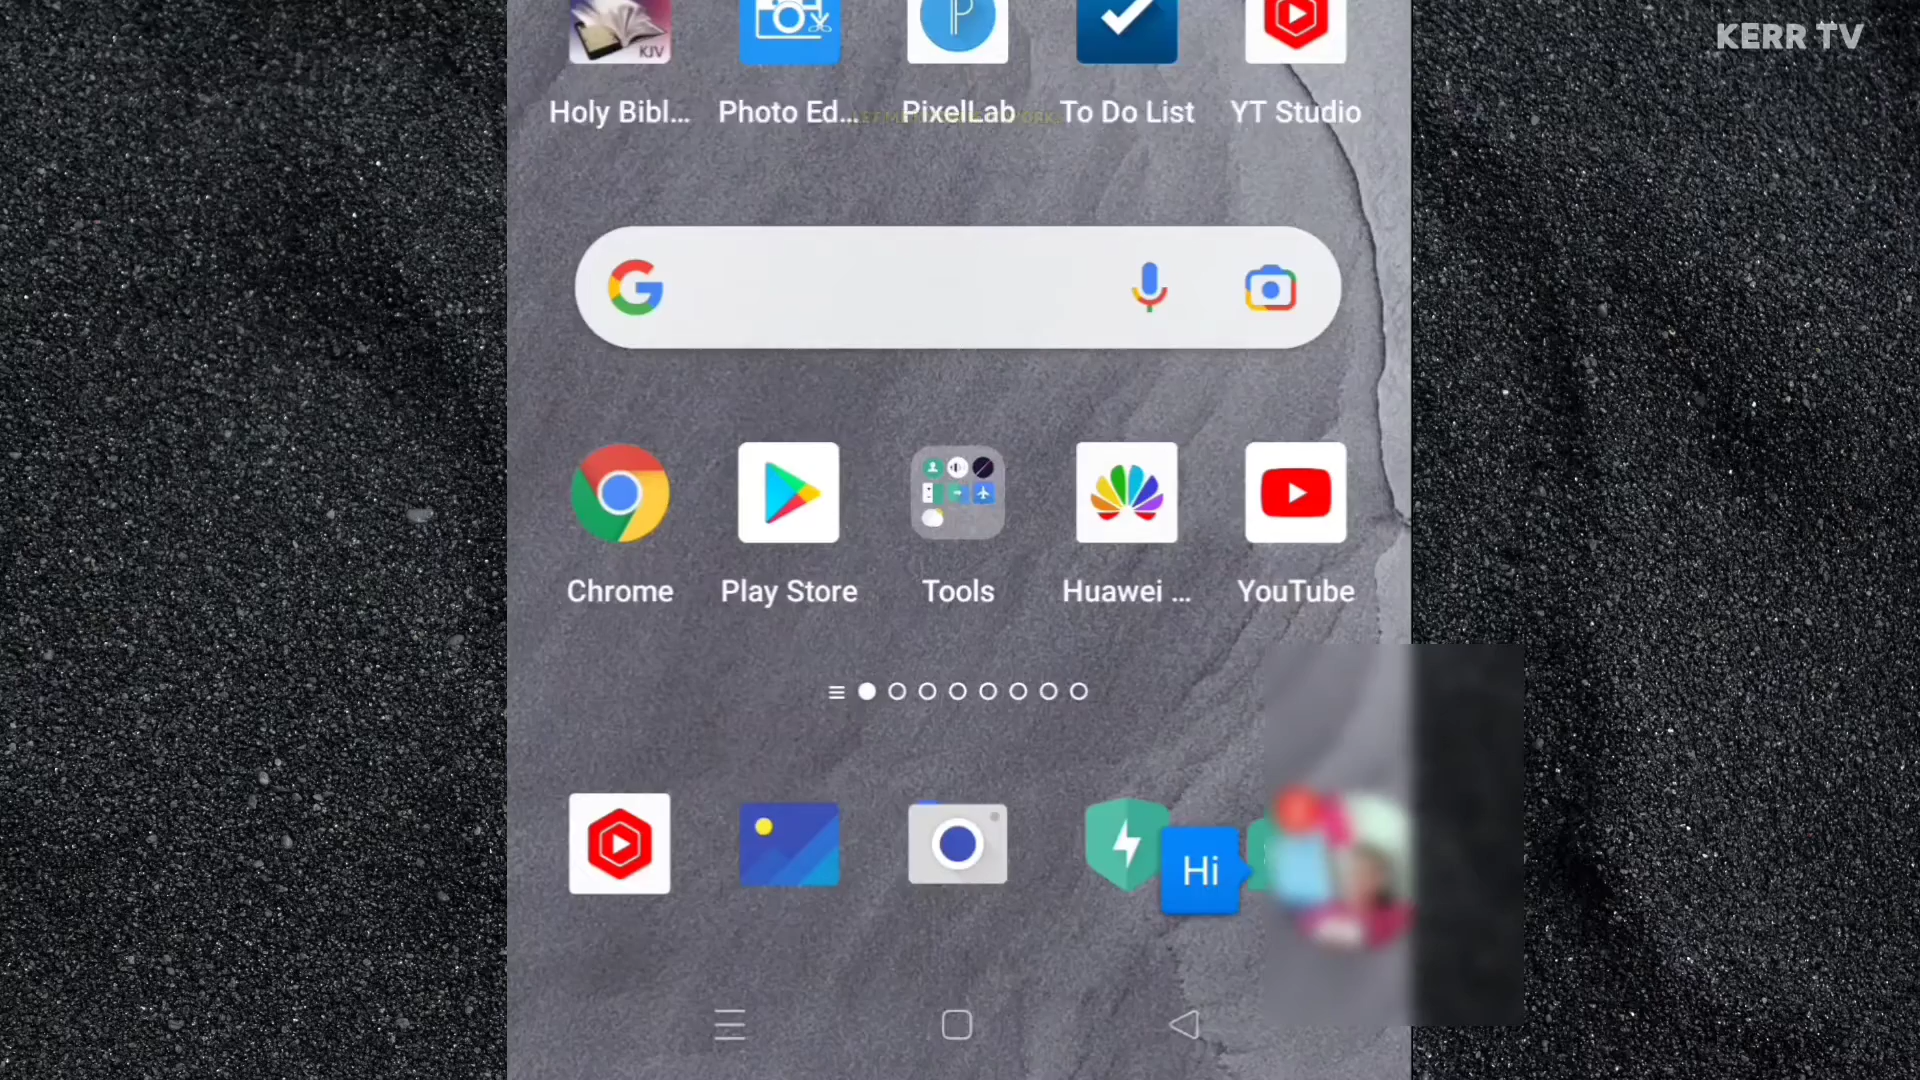 KERR TV
KJV
Holy Bibl... Photo Ed... PixelLab To Do List YT Studio
Chrome Play Store Tools Huawei ... YouTube
Hi